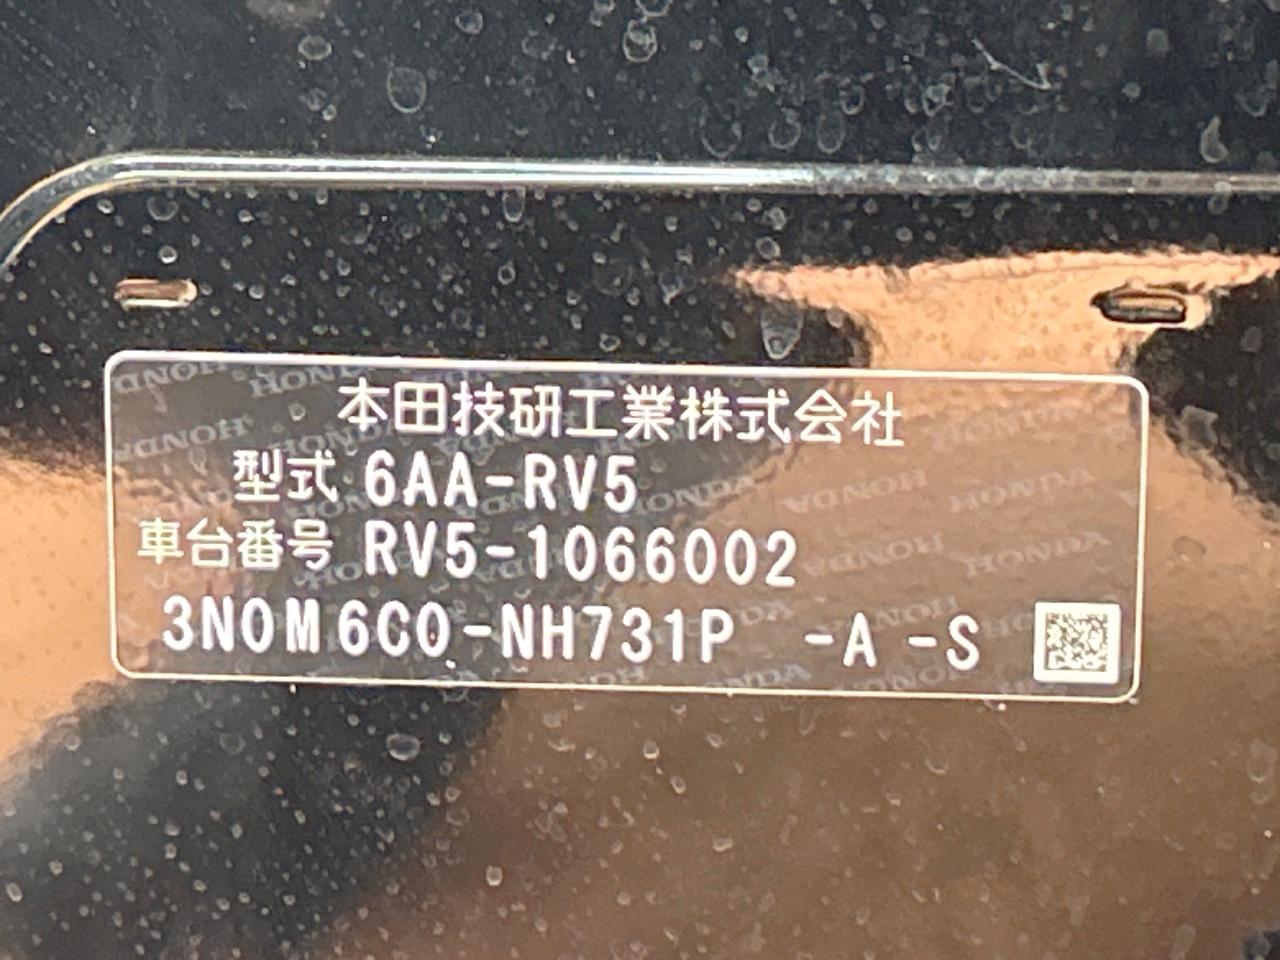 本田技研工業株式会社
型式 6AA-RV5
車台番号 RV5-1066002
3N0M6C0-NH731P -A -S